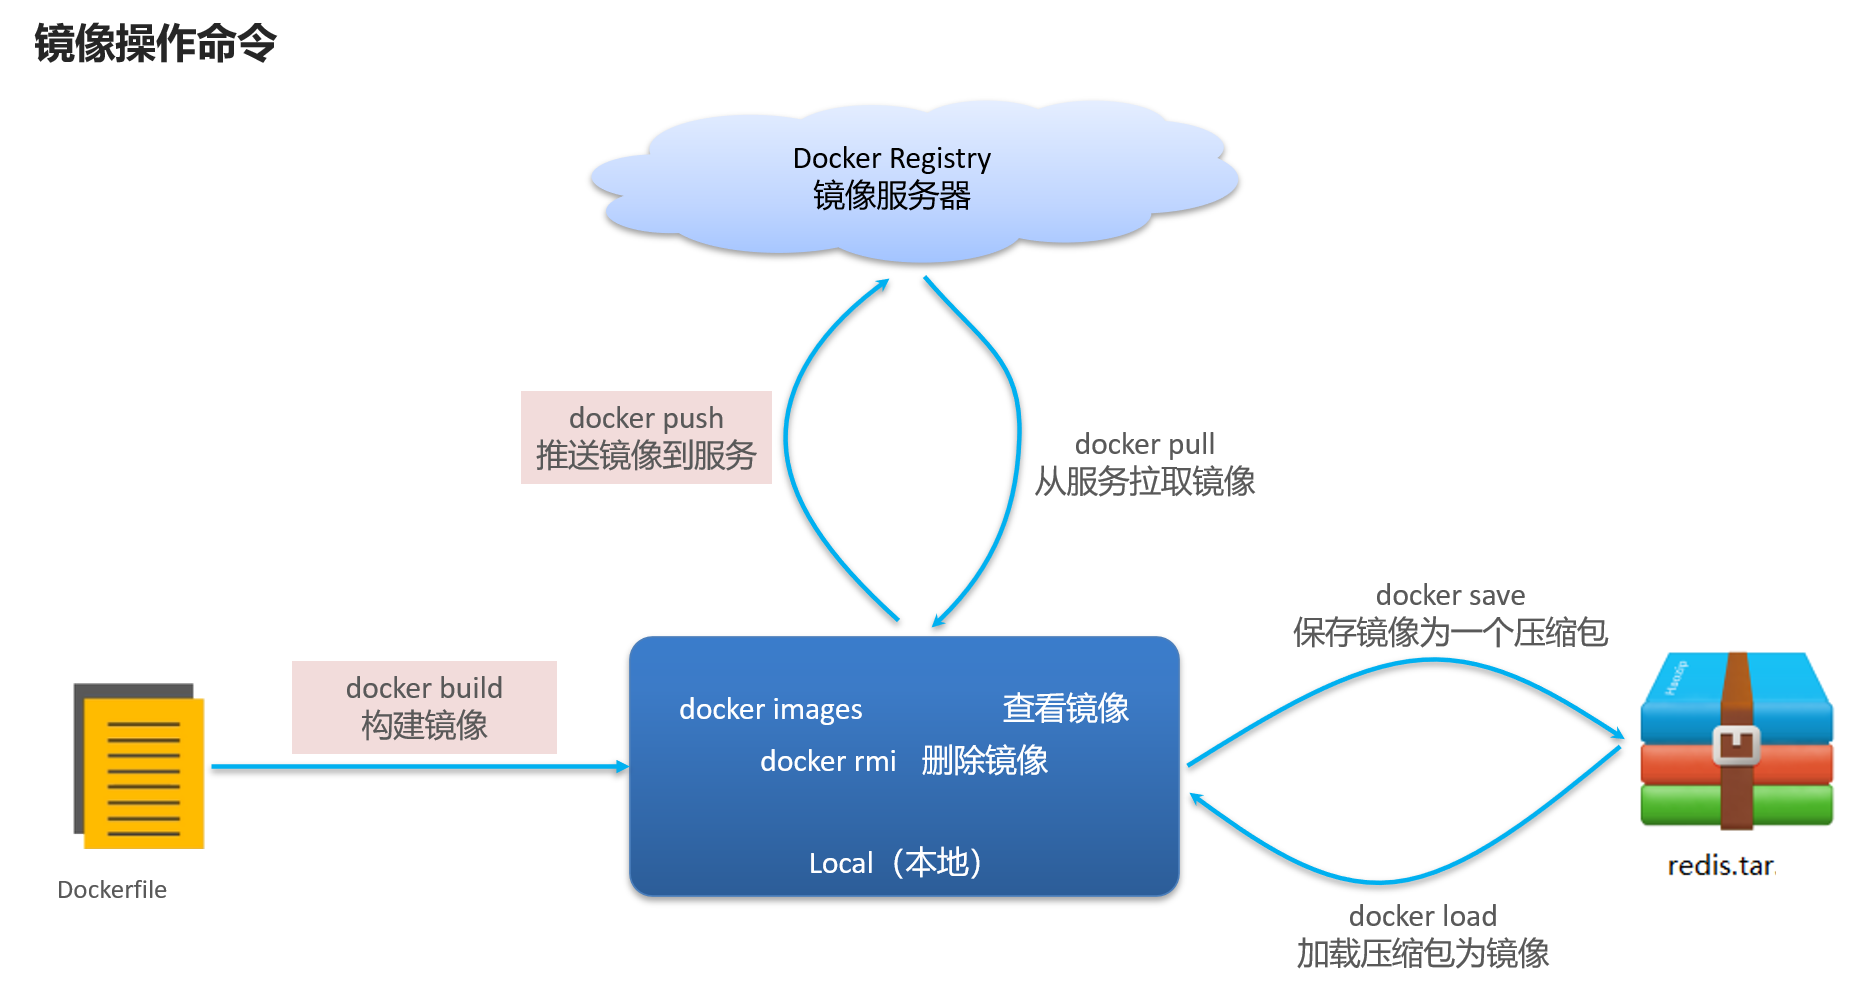 镜像操作命令
Docker Registry
镜像服务器
docker push
推送镜像到服务
docker pull
从服务拉取镜像
docker save
保存镜像为一个压缩包
docker build
构建镜像
docker images 查看镜像
docker rmi 删除镜像
Local（本地）
Haozip
redis.tar.
Dockerfile
docker load
加载压缩包为镜像